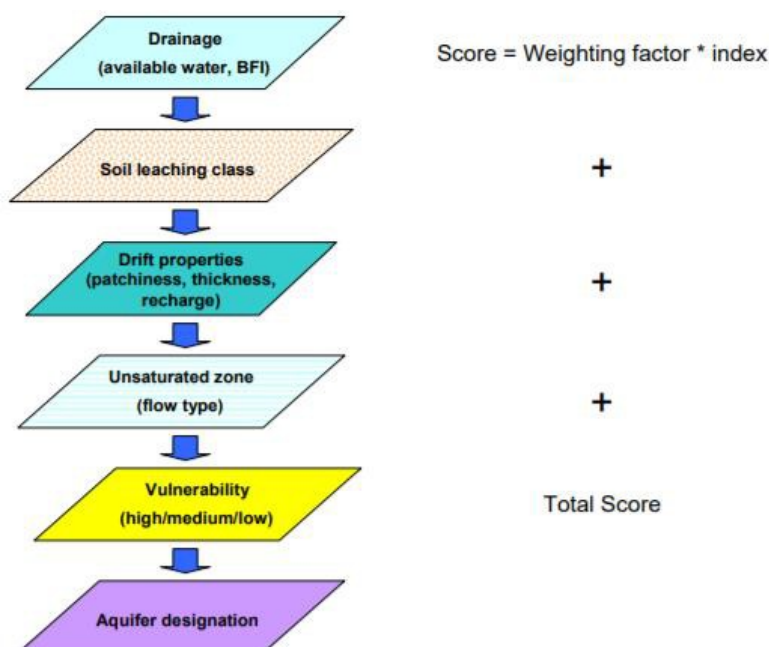 Drainage
(available water, BFI)
Score = Weighting factor * index
Soil leaching class
+
Drift properties
(patchiness, thickness,
recharge)
+
Unsaturated zone
(flow type)
+
Vulnerability
(high/medium/low)
Total Score
Aquifer designation